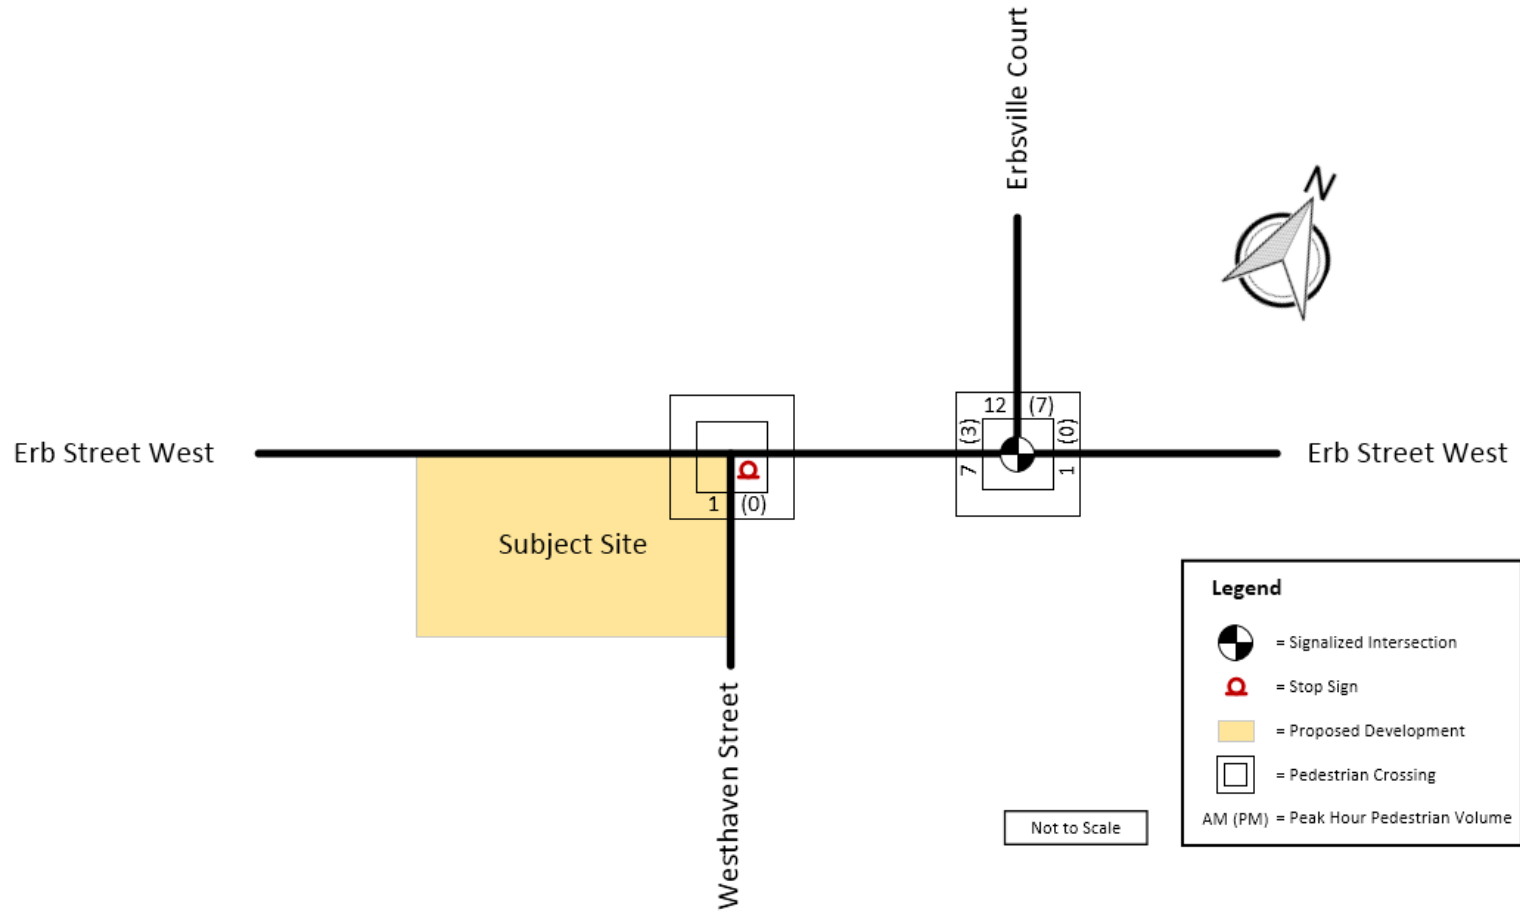 Erbsville Court
N
12 (7)
(3)
7
(0)
1
Erb Street West
Erb Street West
1 (0)
Subject Site
Westhaven Street
Legend
= Signalized Intersection
= Stop Sign
= Proposed Development
= Pedestrian Crossing
AM (PM) = Peak Hour Pedestrian Volume
Not to Scale